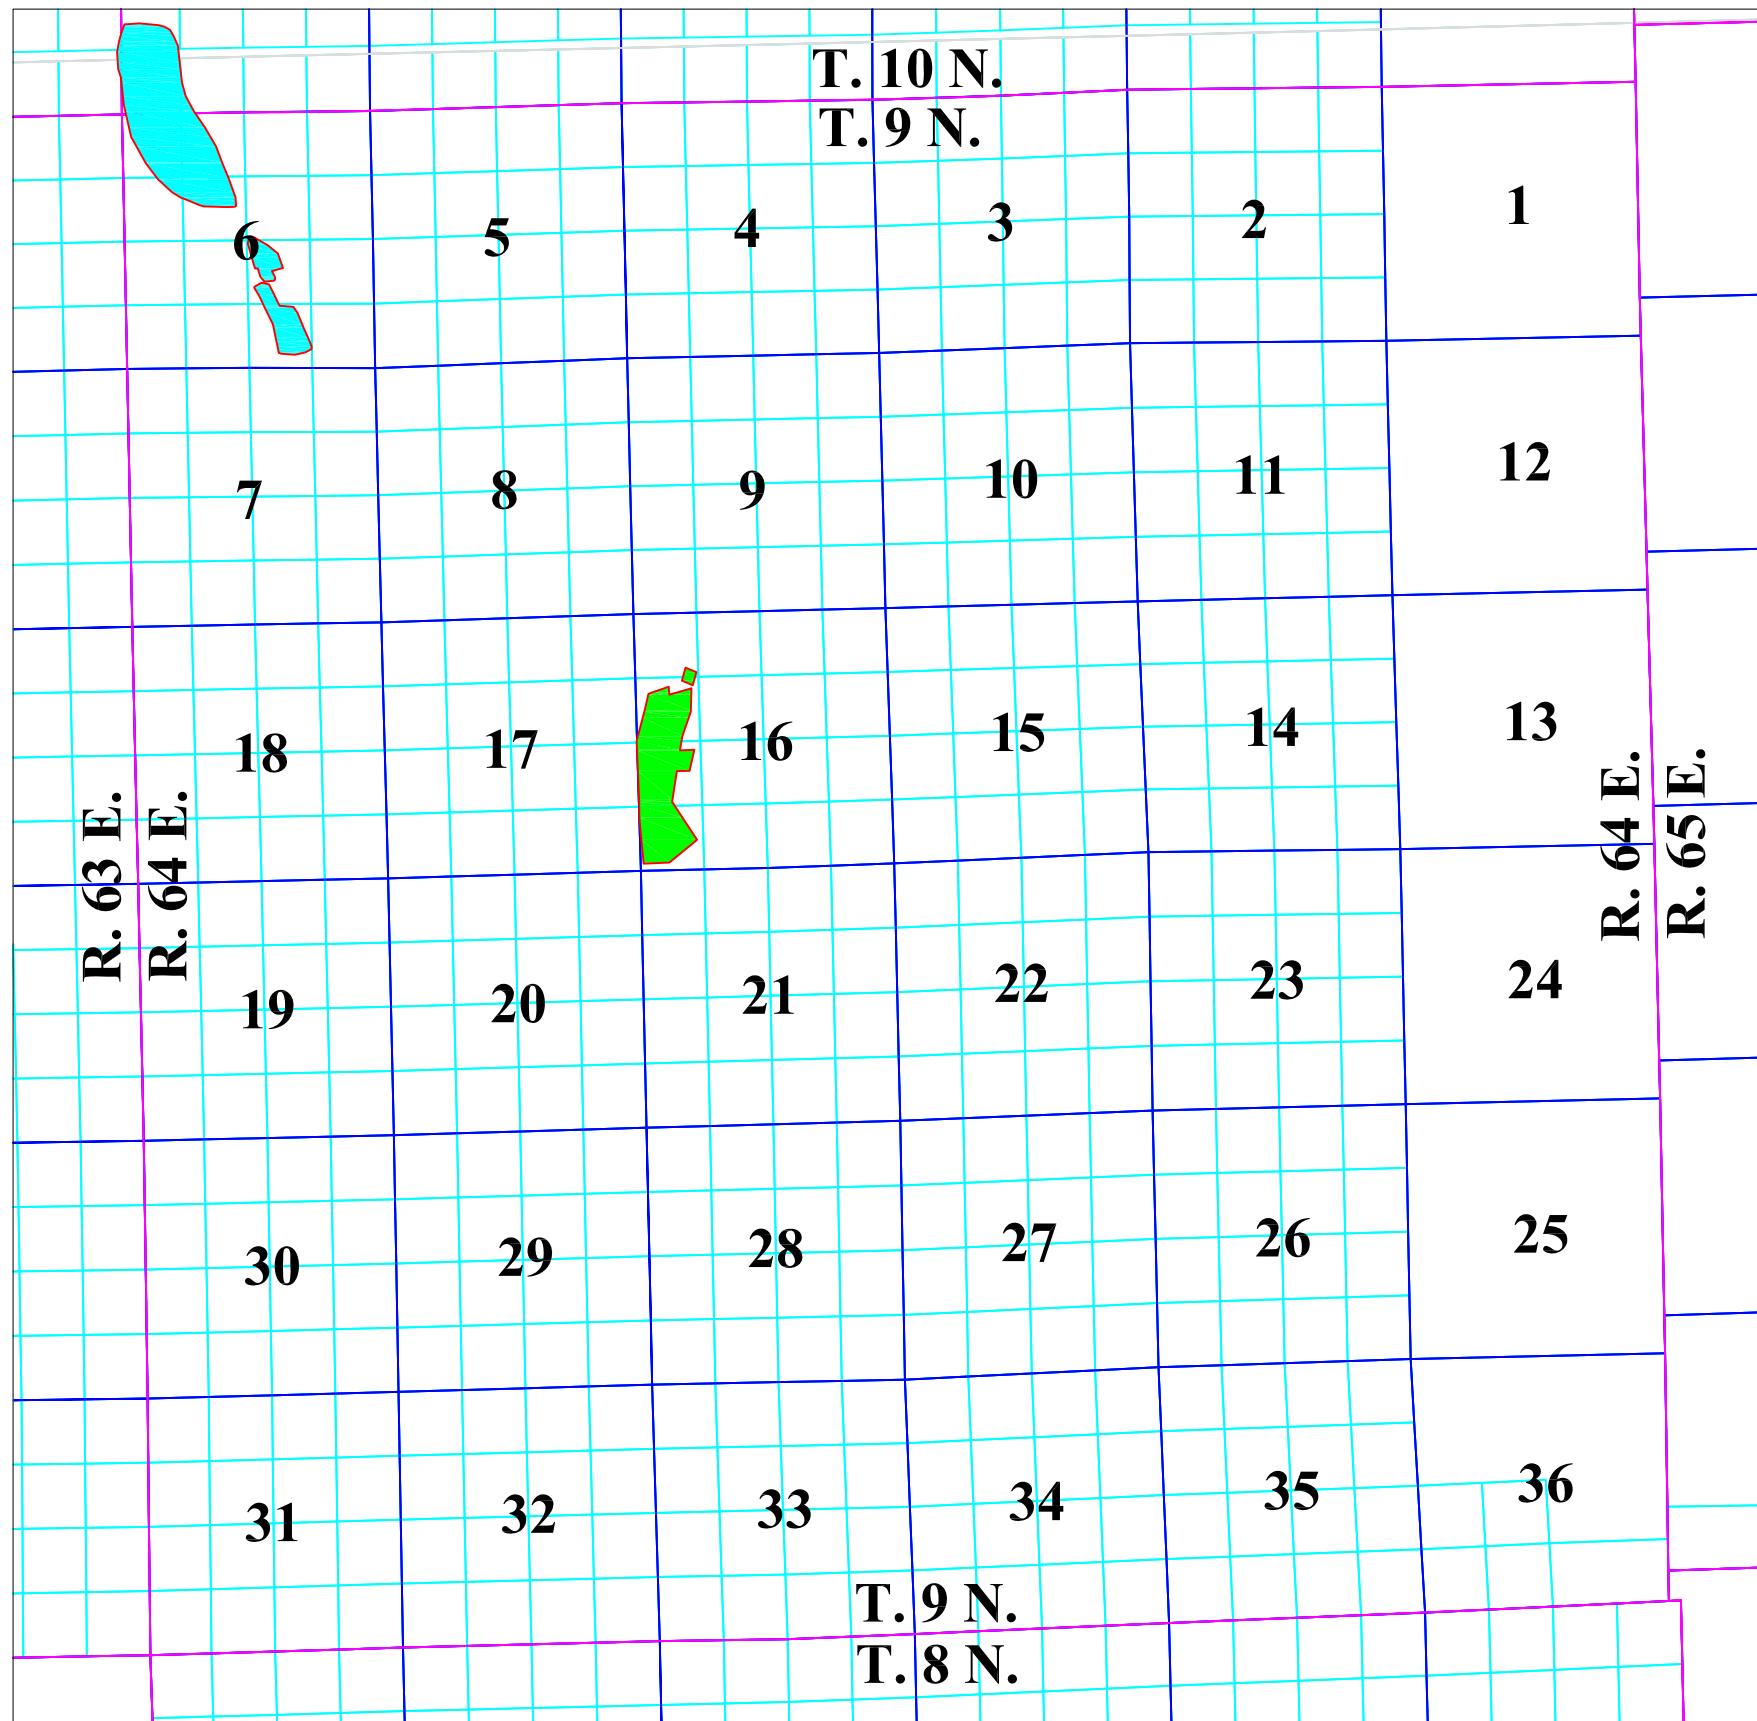 T. 10 N.
T. 9 N.
6 5 4 3 2 1
7 8 9 10 11 12
18 17 16 15 14 13
R. 63 E.
R. 64 E.
R. 64 E.
R. 65 E.
19 20 21 22 23 24
30 29 28 27 26 25
31 32 33 34 35 36
T. 9 N.
T. 8 N.